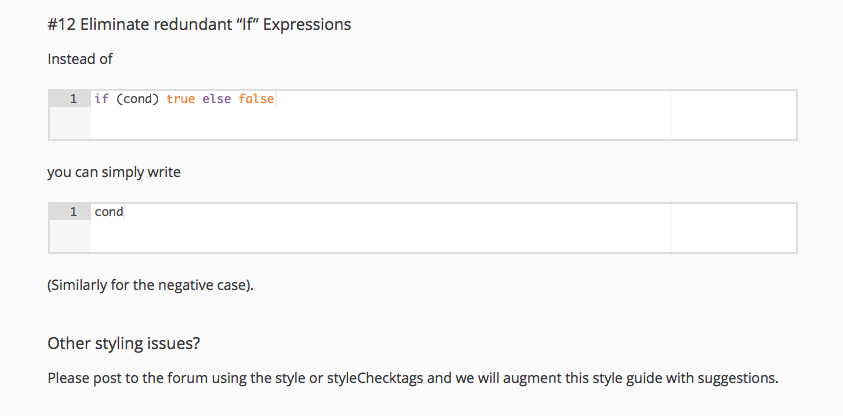 #12 Eliminate redundant “If” Expressions
Instead of
1 if (cond) true else false
you can simply write
1 cond
(Similarly for the negative case).
Other styling issues?
Please post to the forum using the style or styleChecktags and we will augment this style guide with suggestions.